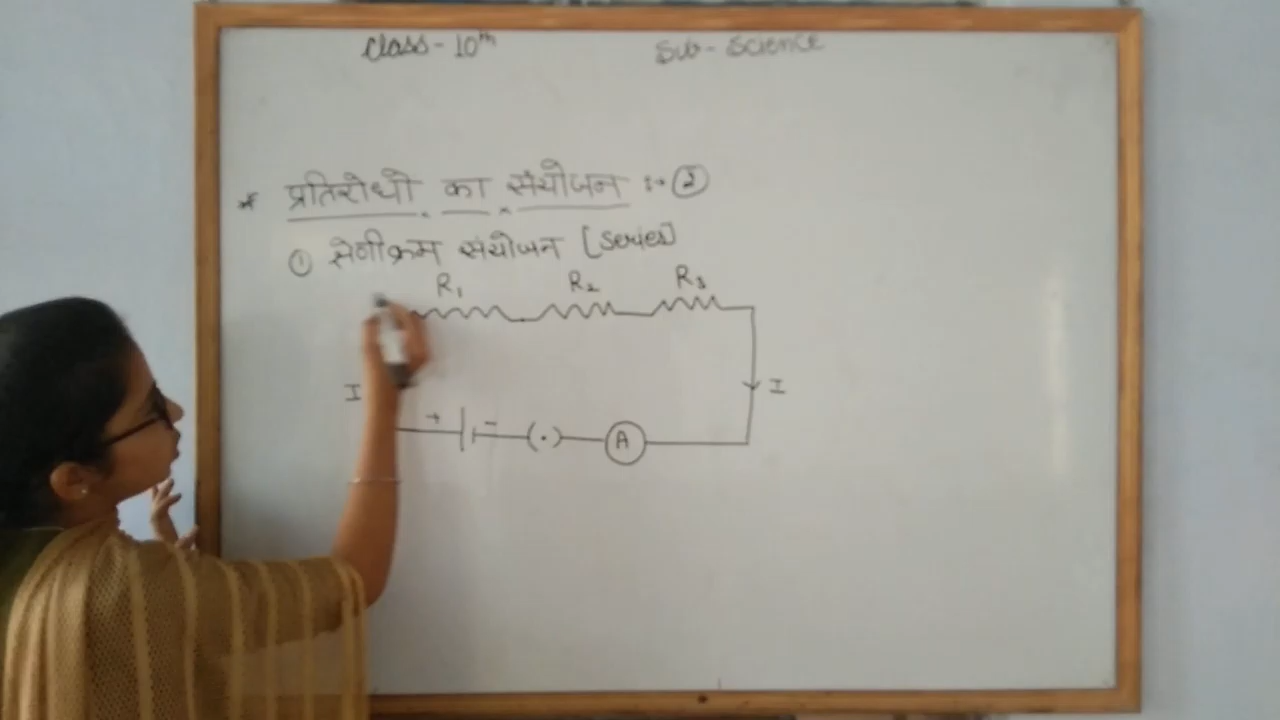 Class - 10th Sub - Science
* प्रतिरोधो का संयोजन :→ ②
① श्रेणीक्रम संयोजन [Series]
R₁ R₂ R₃
I I
+ -
A